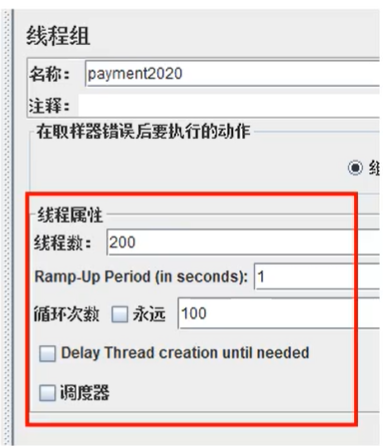 线程组
名称： payment2020
注释：
在取样器错误后要执行的动作
线程属性
线程数： 200
Ramp-Up Period (in seconds): 1
循环次数 永远 100
Delay Thread creation until needed
调度器